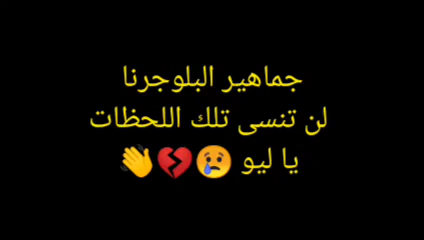 جماهير البلوجرنا
لن تنسى تلك اللحظات
يا ليو 😢💔👋